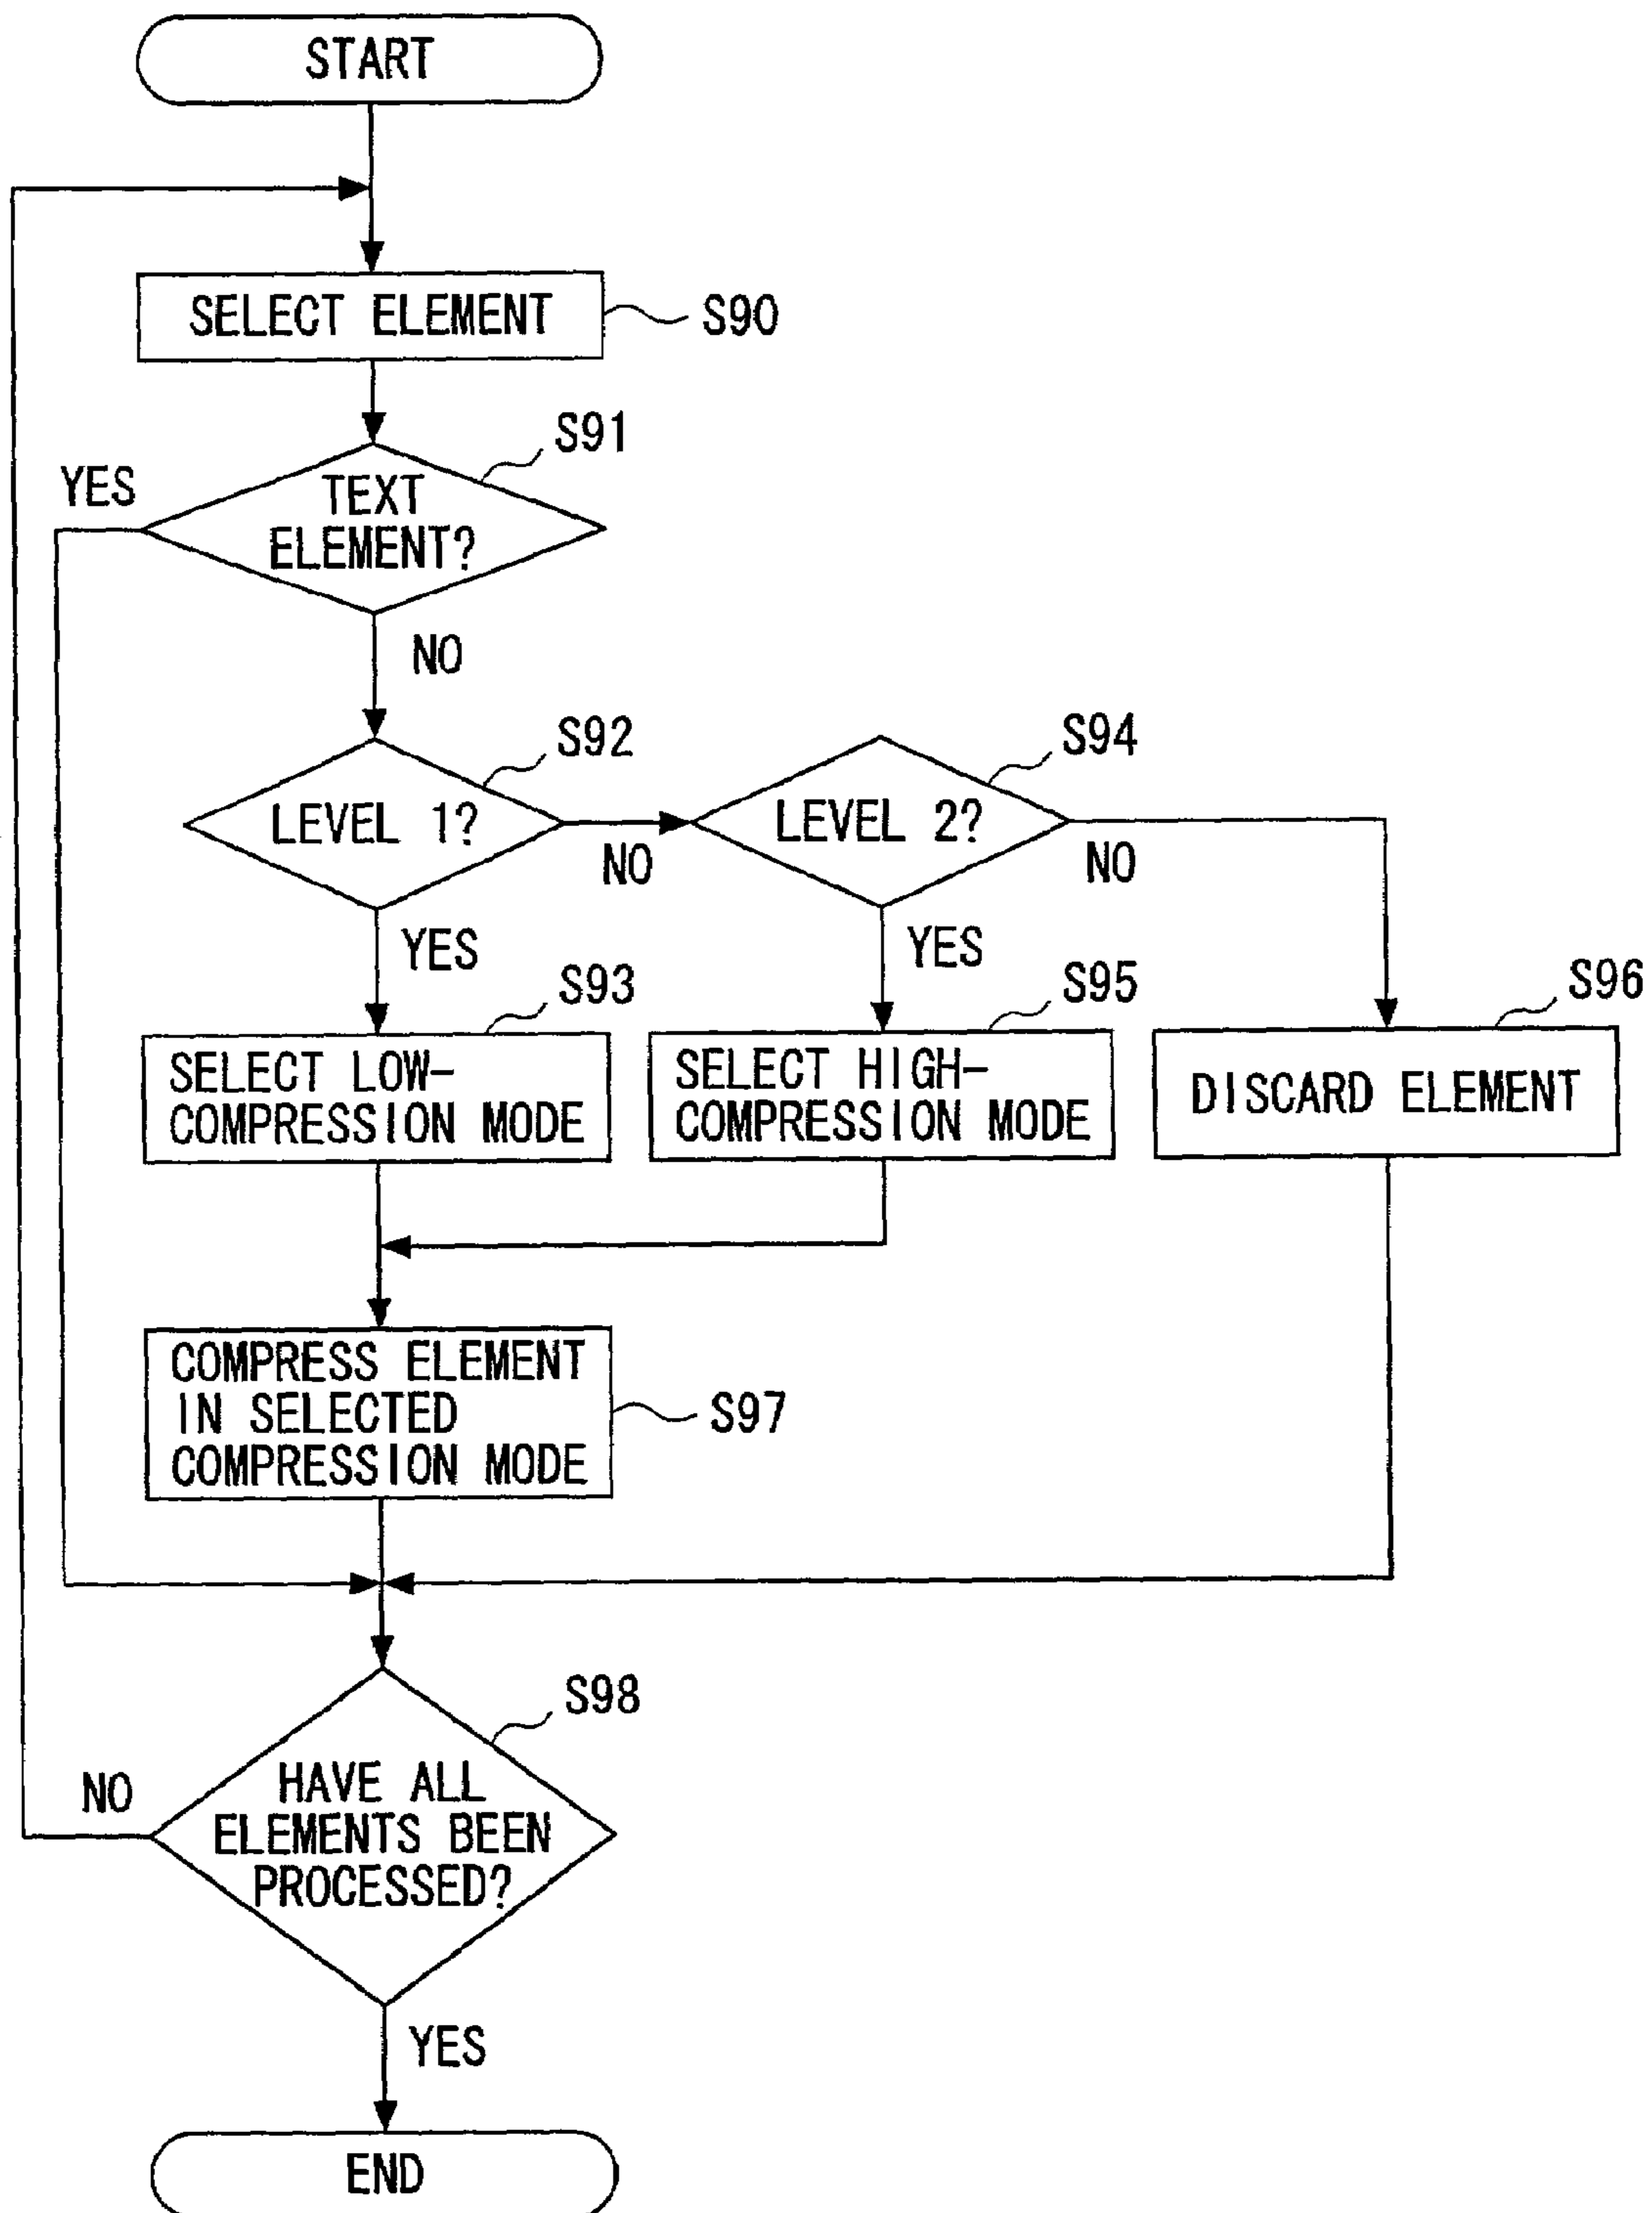 START
SELECT ELEMENT
S90
S91
YES
TEXT
ELEMENT?
NO
S92
S94
LEVEL 1?
LEVEL 2?
NO
NO
YES
YES
S93
S95
S96
SELECT LOW-
COMPRESSION MODE
SELECT HIGH-
COMPRESSION MODE
DISCARD ELEMENT
COMPRESS ELEMENT
IN SELECTED
COMPRESSION MODE
S97
S98
NO
HAVE ALL
ELEMENTS BEEN
PROCESSED?
YES
END